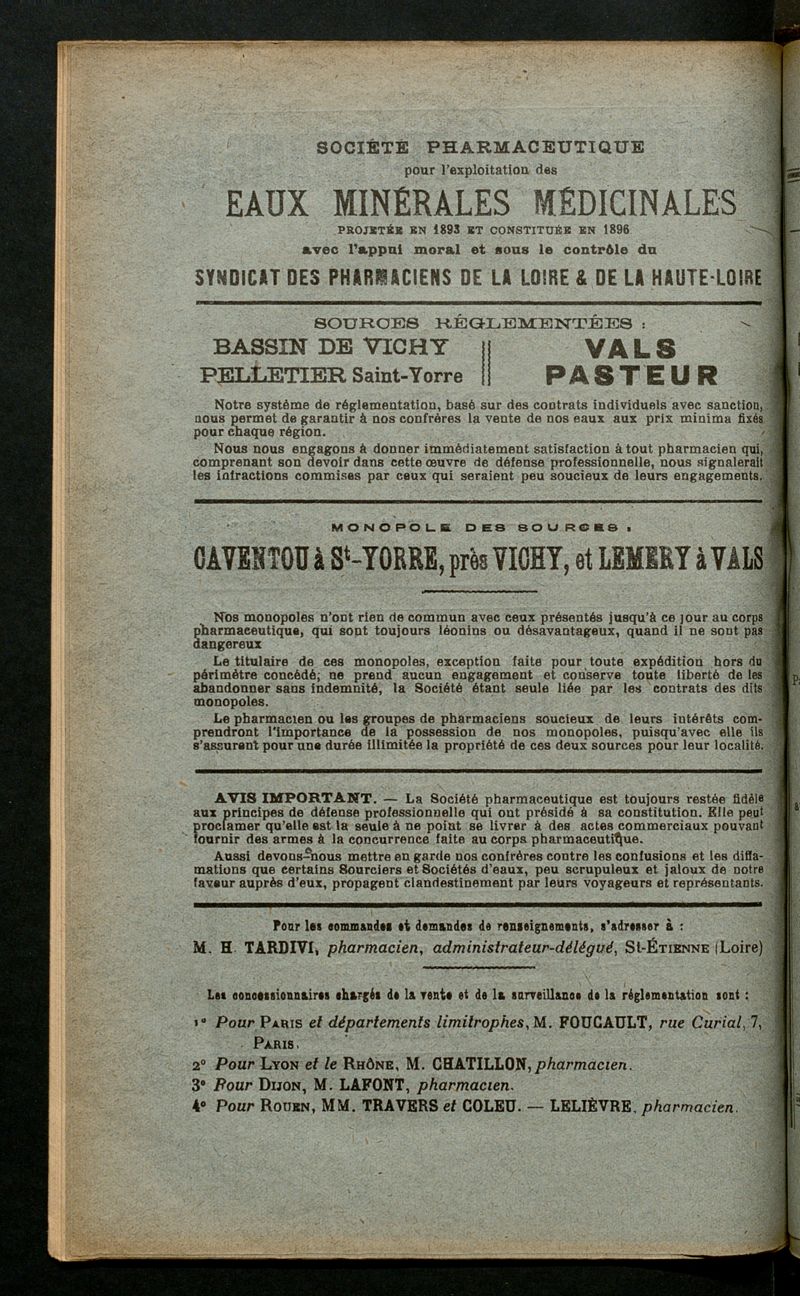 SOCIÉTÉ PHARMACEUTIQUE
pour l'exploitation des
EAUX MINÉRALES MÉDICINALES
PROJETÉE EN 1893 ET CONSTITUÉE EN 1896
avec l'appui moral et sous le contrôle du
SYNDICAT DES PHARMACIENS DE LA LOIRE & DE LA HAUTE-LOIRE
SOURCES RÉGLEMENTÉES :
BASSIN DE VICHY
PELLETIER Saint-Yorre
VALS
PASTEUR
Notre système de réglementation, basé sur des contrats individuels avec sanction,
nous permet de garantir à nos confrères la vente de nos eaux aux prix minima fixés
pour chaque région.
Nous nous engagons à donner immédiatement satisfaction à tout pharmacien qui,
comprenant son devoir dans cette œuvre de défense professionnelle, nous signalerait
les infractions commises par ceux qui seraient peu soucieux de leurs engagements.
MONOPOLE DES SOURCES :
CAVENTOU à St-YORRE, près VICHY, et LEMERY à VALS
Nos monopoles n'ont rien de commun avec ceux présentés jusqu'à ce jour au corps
pharmaceutique, qui sont toujours léonins ou désavantageux, quand il ne sont pas
dangereux
Le titulaire de ces monopoles, exception faite pour toute expédition hors du
périmètre concédé; ne prend aucun engagement et conserve toute liberté de les
abandonner sans indemnité, la Société étant seule liée par les contrats des dits
monopoles.
Le pharmacien ou les groupes de pharmaciens soucieux de leurs intérêts com-
prendront l'importance de la possession de nos monopoles, puisqu'avec elle ils
s'assurent pour une durée illimitée la propriété de ces deux sources pour leur localité.
AVIS IMPORTANT. — La Société pharmaceutique est toujours restée fidèle
aux principes de défense professionnelle qui ont présidé à sa constitution. Elle peut
proclamer qu'elle est la seule à ne point se livrer à des actes commerciaux pouvant
fournir des armes à la concurrence faite au corps pharmaceutique.
Aussi devons-nous mettre en garde nos confrères contre les confusions et les diffa-
mations que certains Sourciers et Sociétés d'eaux, peu scrupuleux et jaloux de notre
faveur auprès d'eux, propagent clandestinement par leurs voyageurs et représentants.
Pour les commandes et demandes de renseignements, s'adresser à :
M. H. TARDIVI, pharmacien, administrateur-délégué, St-ÉTIENNE (Loire)
Les concessionnaires chargés de la vente et de la surveillance de la réglementation sont :
1º Pour PARIS et départements limitrophes, M. FOUCAULT, rue Curial, 7,
PARIS.
2º Pour LYON et le RHÔNE, M. CHATILLON, pharmacien.
3º Pour DIJON, M. LAFONT, pharmacien.
4º Pour ROUEN, MM. TRAVERS et COLEU. — LELIÈVRE, pharmacien.